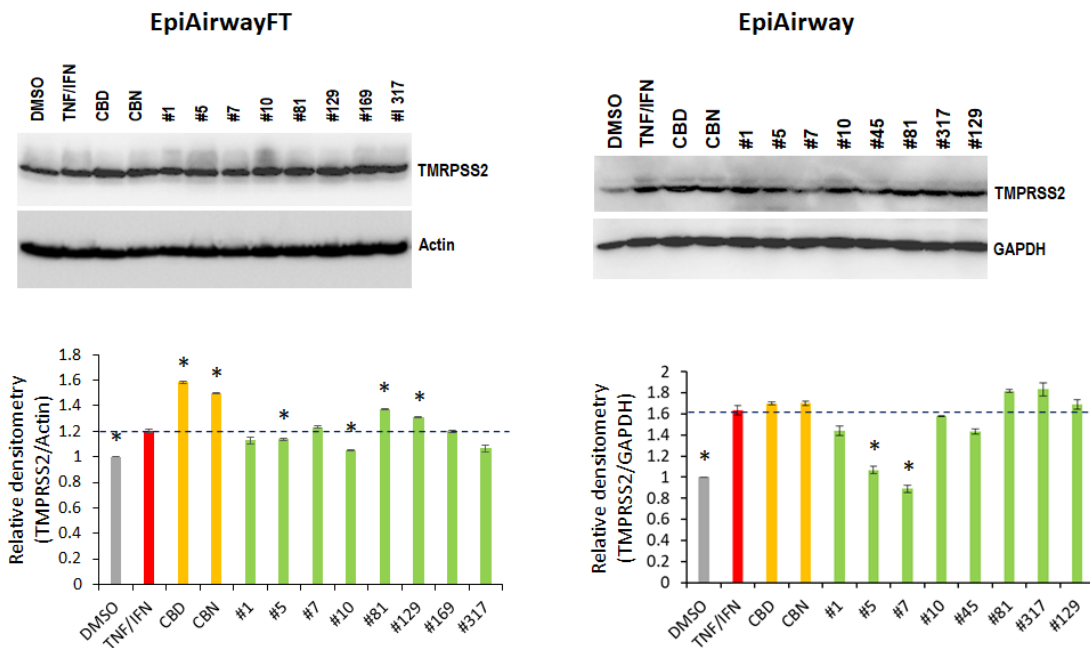 EpiAirwayFT
DMSO TNF/IFN CBD CBN #1 #5 #7 #10 #81 #129 #169 #I 317
TMRPSS2
Actin
Relative densitometry
(TMPRSS2/Actin)
1.8
1.6
1.4
1.2
1
0.8
0.6
0.4
0.2
0
* * * * * * *
DMSO TNF/IFN CBD CBN #1 #5 #7 #10 #81 #129 #169 #317
EpiAirway
DMSO TNF/IFN CBD CBN #1 #5 #7 #10 #45 #81 #317 #129
TMPRSS2
GAPDH
Relative densitometry
(TMPRSS2/GAPDH)
2
1.8
1.6
1.4
1.2
1
0.8
0.6
0.4
0.2
0
* * *
DMSO TNF/IFN CBD CBN #1 #5 #7 #10 #45 #81 #317 #129